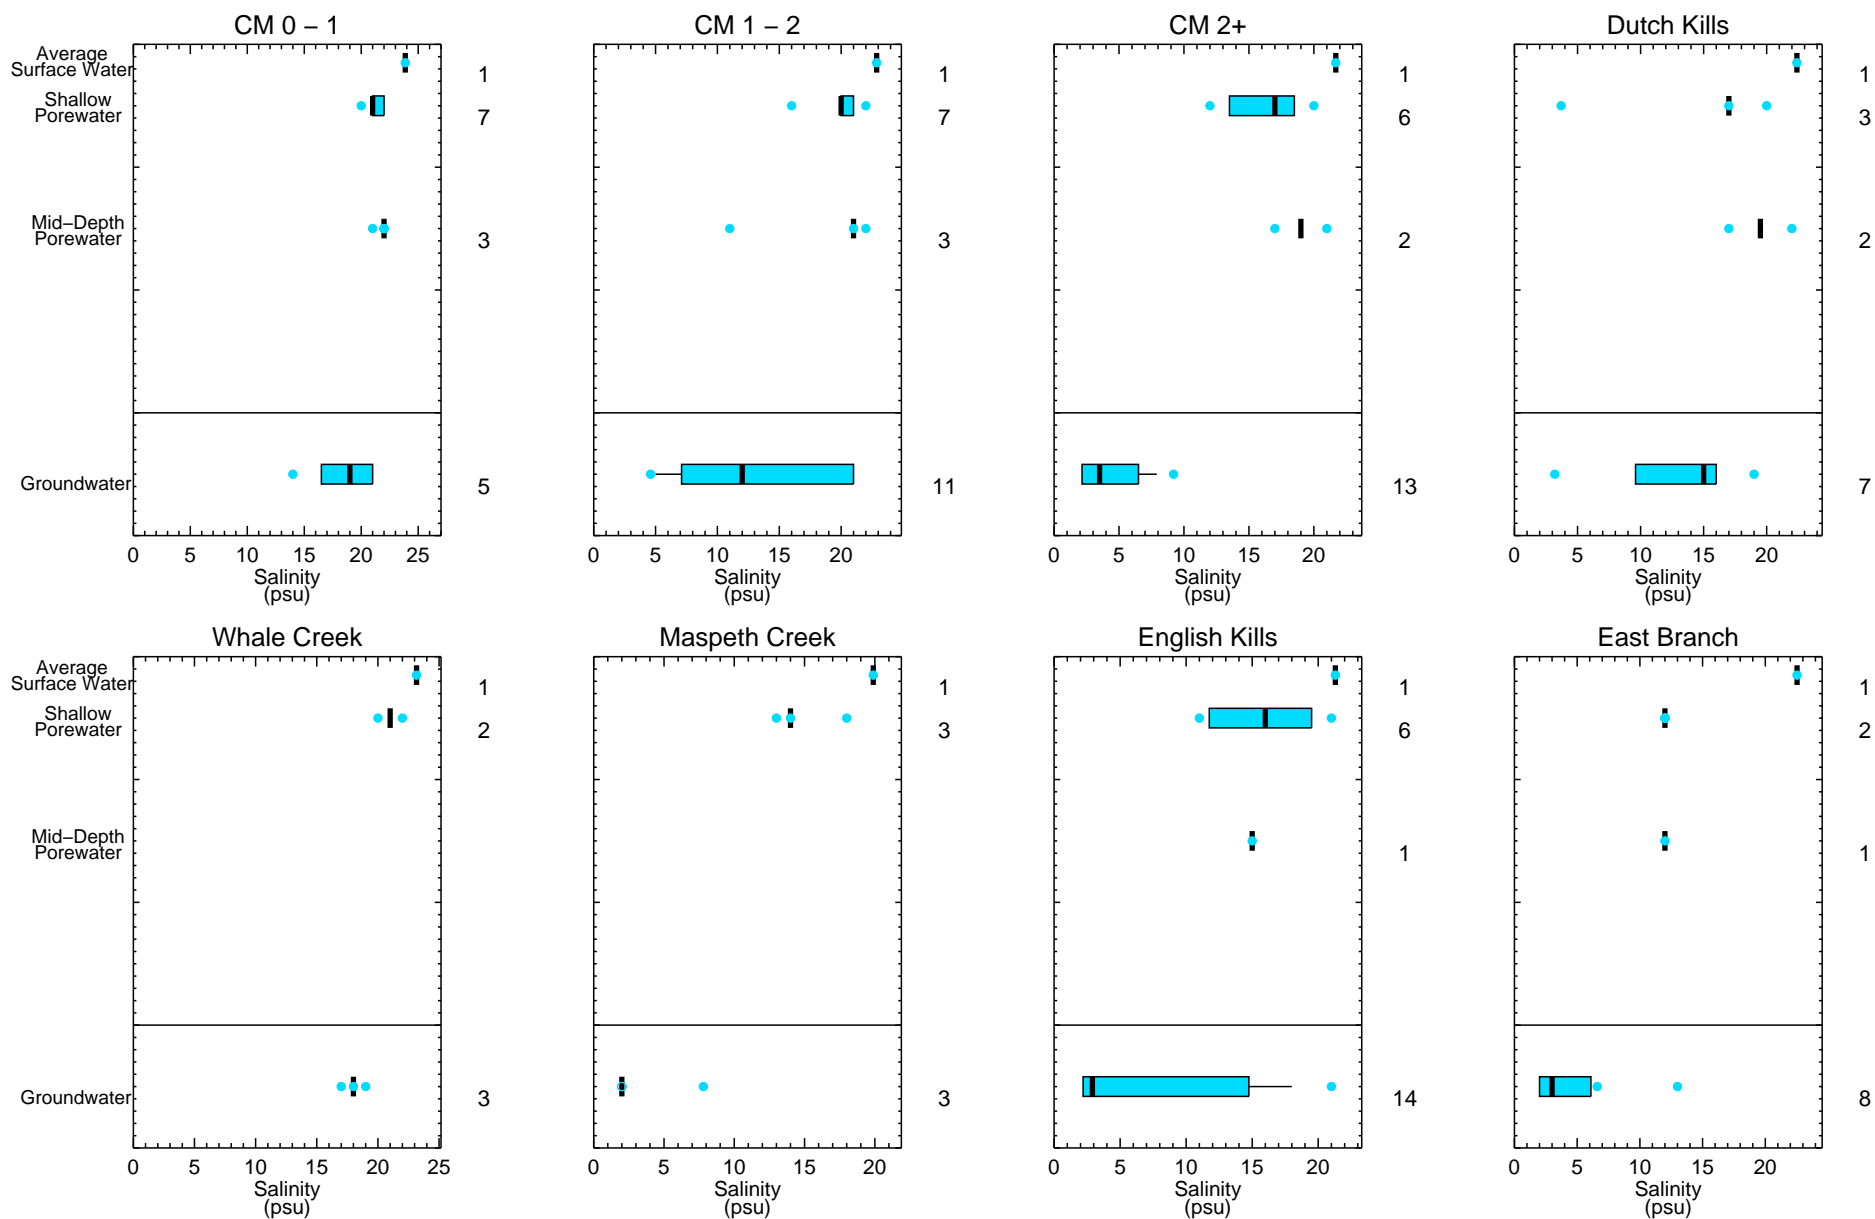 CM 0 – 1
CM 1 – 2
CM 2+
Dutch Kills
Average
Surface Water
1
1
1
1
Shallow
Porewater
7
7
6
3
Mid–Depth
Porewater
3
3
2
2
Groundwater
5
11
13
7
0 5 10 15 20 25
0 5 10 15 20
0 5 10 15 20
0 5 10 15 20
Salinity
(psu)
Salinity
(psu)
Salinity
(psu)
Salinity
(psu)
Whale Creek
Maspeth Creek
English Kills
East Branch
Average
Surface Water
1
1
1
1
Shallow
Porewater
2
3
6
2
Mid–Depth
Porewater
1
1
Groundwater
3
3
14
8
0 5 10 15 20 25
0 5 10 15 20
0 5 10 15 20
0 5 10 15 20
Salinity
(psu)
Salinity
(psu)
Salinity
(psu)
Salinity
(psu)